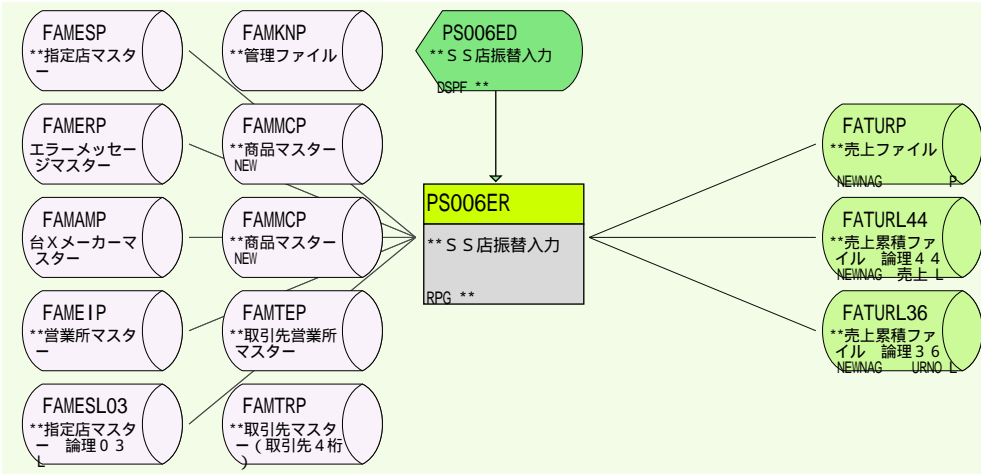 FAMESP
**指定店マスタ
ー
FAMKNP
**管理ファイル
PS006ED
**ＳＳ店振替入力
DSPF **
FAMERP
エラーメッセー
ジマスター
FAMMCP
**商品マスター
NEW
FATURP
**売上ファイル
NEWNAG P
PS006ER
**ＳＳ店振替入力
RPG **
FAMAMP
台Ｘメーカーマ
スター
FAMMCP
**商品マスター
NEW
FATURL44
**売上累積ファ
イル　論理４４
NEWNAG 売上 L
FAMEIP
**営業所マスタ
ー
FAMTEP
**取引先営業所
マスター
FATURL36
**売上累積ファ
イル　論理３６
NEWNAG URNO L
FAMESL03
**指定店マスタ
ー　論理０３
L
FAMTRP
**取引先マスタ
ー（取引先４桁
）